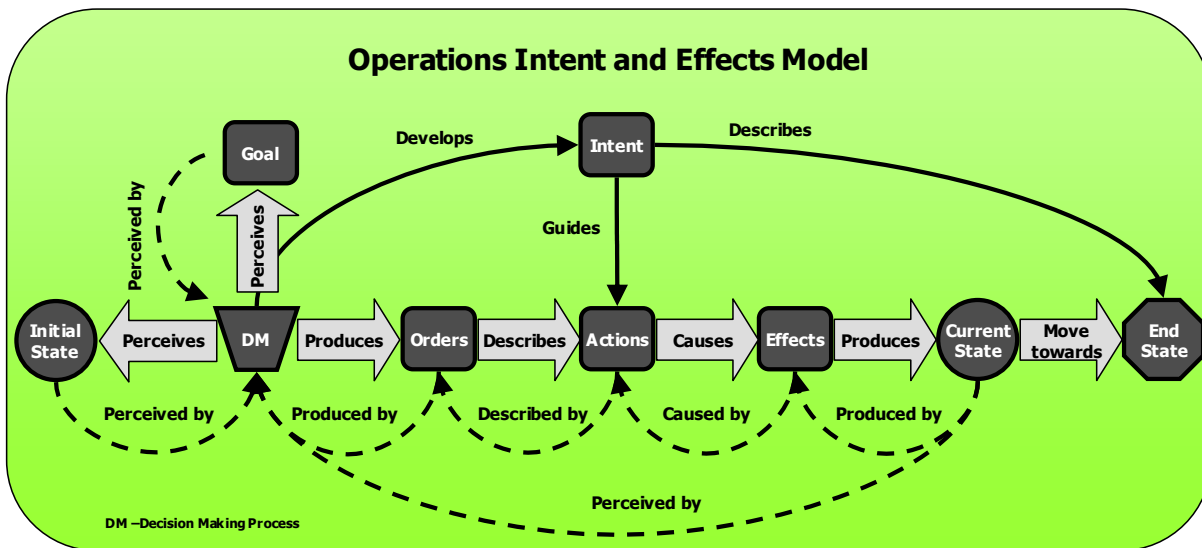 Operations Intent and Effects Model
Develops
Describes
Goal
Intent
Perceived by
Perceives
Guides
Initial
State
Perceives
DM
Produces
Orders
Describes
Actions
Causes
Effects
Produces
Current
State
Move
towards
End
State
Perceived by
Produced by
Described by
Caused by
Produced by
Perceived by
DM –Decision Making Process